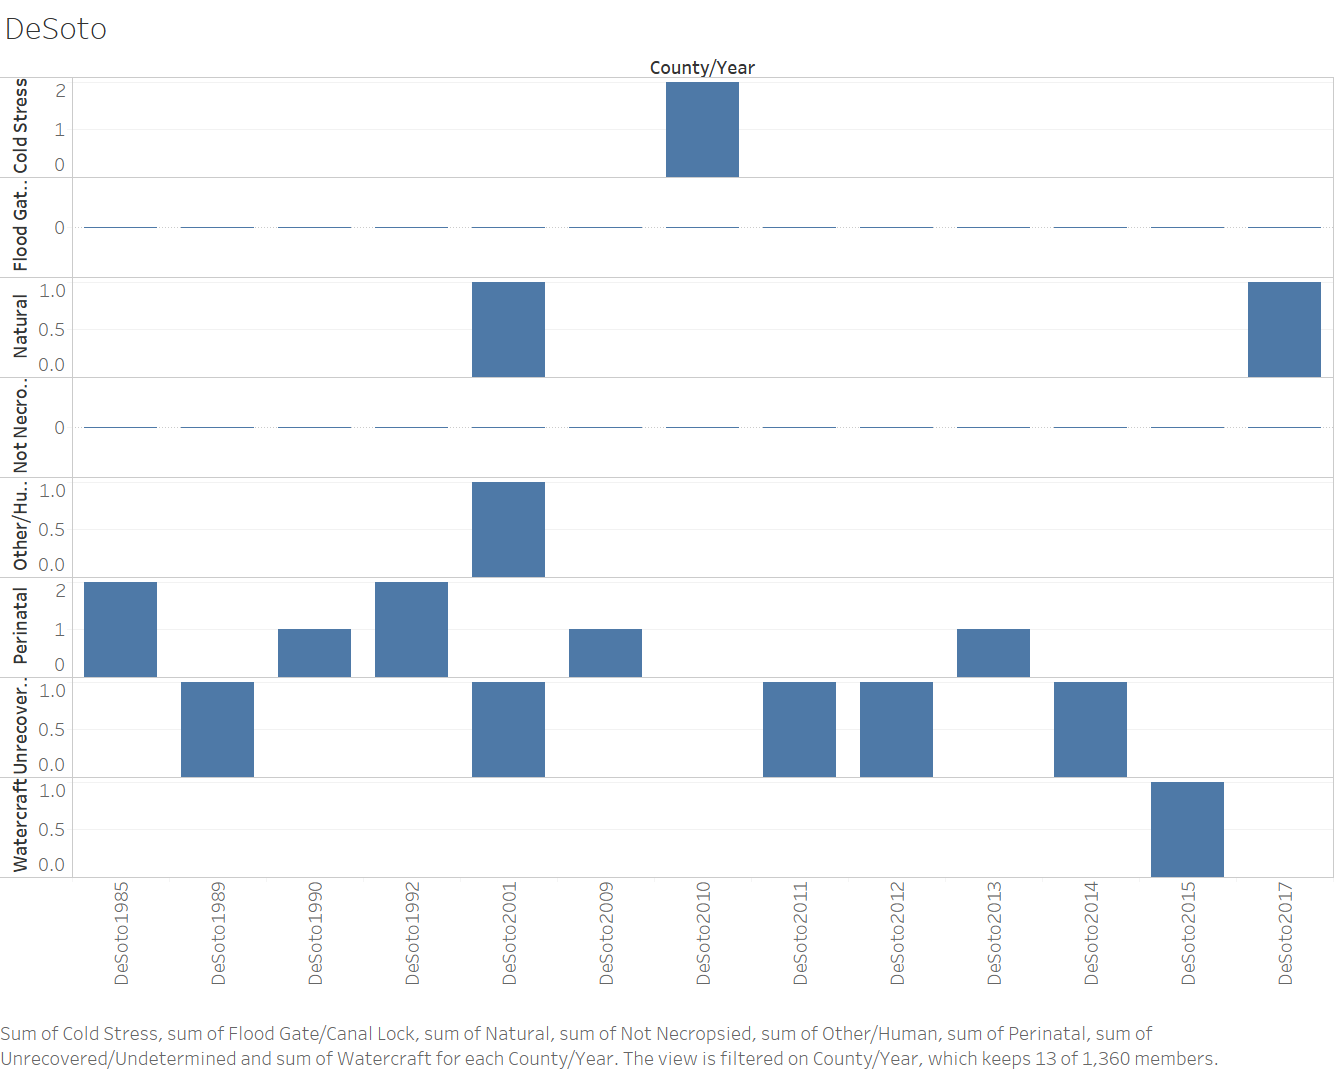 DeSoto
County/Year
Cold Stress
2
1
0
Flood Gat..
0
Natural
1.0
0.5
0.0
Not Necro..
0
Other/Hu..
1.0
0.5
0.0
Perinatal
2
1
0
Unrecover..
1.0
0.5
0.0
Watercraft
1.0
0.5
0.0
DeSoto1985
DeSoto1989
DeSoto1990
DeSoto1992
DeSoto2001
DeSoto2009
DeSoto2010
DeSoto2011
DeSoto2012
DeSoto2013
DeSoto2014
DeSoto2015
DeSoto2017
Sum of Cold Stress, sum of Flood Gate/Canal Lock, sum of Natural, sum of Not Necropsied, sum of Other/Human, sum of Perinatal, sum of
Unrecovered/Undetermined and sum of Watercraft for each County/Year. The view is filtered on County/Year, which keeps 13 of 1,360 members.